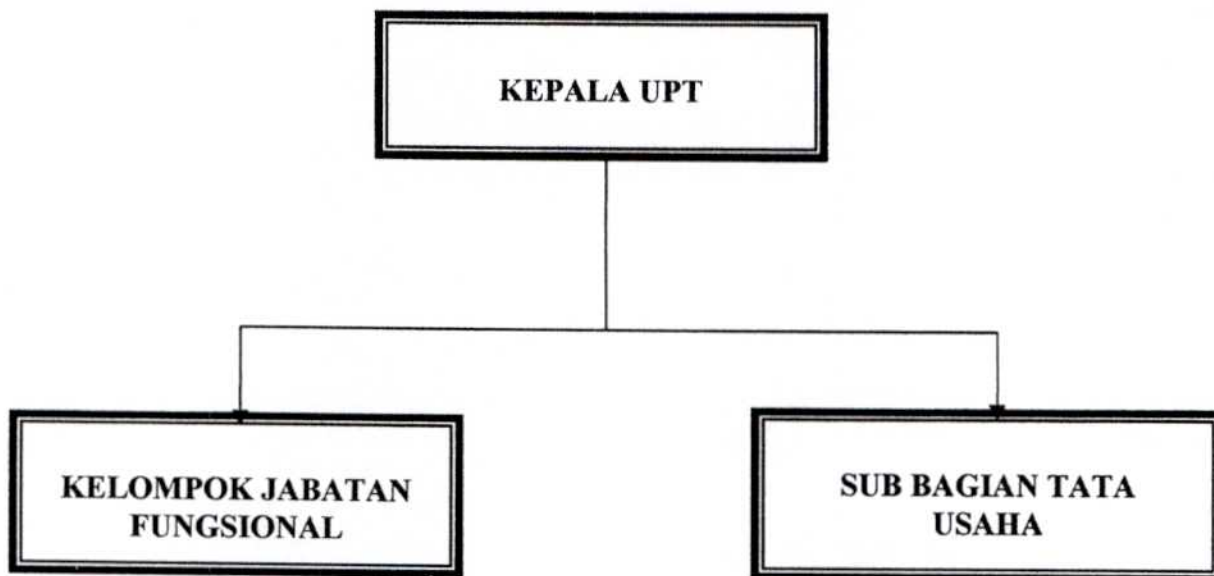 KEPALA UPT
KELOMPOK JABATAN
FUNGSIONAL
SUB BAGIAN TATA
USAHA